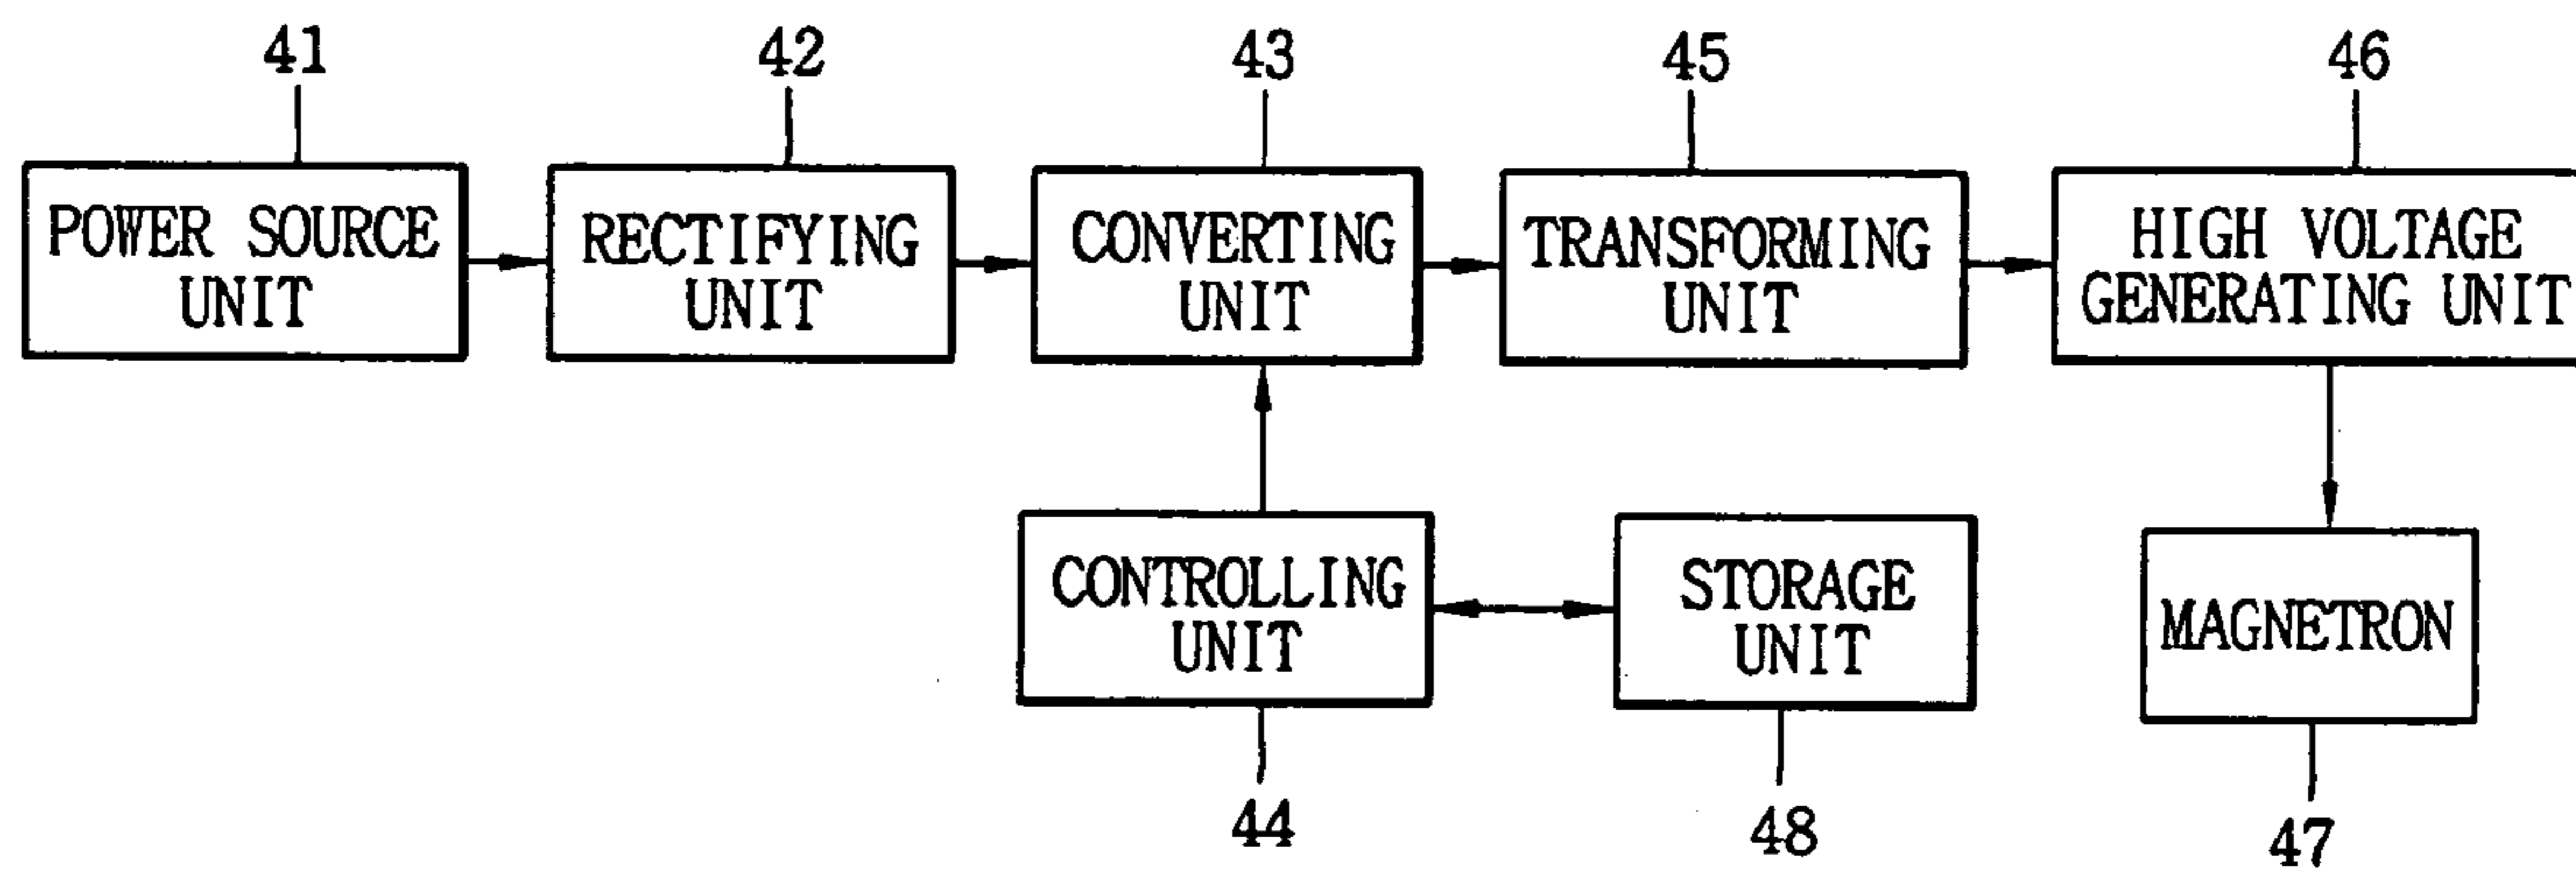 41
42
43
45
46
POWER SOURCE
UNIT
RECTIFYING
UNIT
CONVERTING
UNIT
TRANSFORMING
UNIT
HIGH VOLTAGE
GENERATING UNIT
CONTROLLING
UNIT
STORAGE
UNIT
MAGNETRON
44
48
47